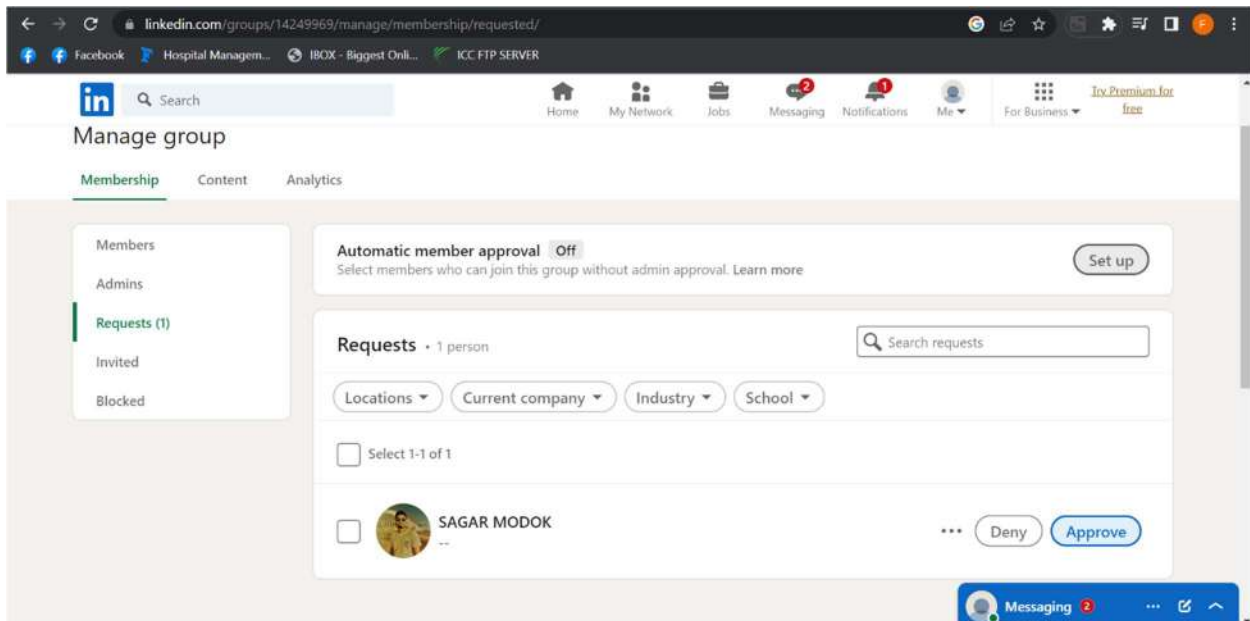 linkedin.com/groups/14249969/manage/membership/requested/
Facebook Hospital Managem... IBOX - Biggest Onli... ICC FTP SERVER
in Search Home My Network Jobs 2 Messaging 1 Notifications Me For Business Try Premium for free
Manage group
Membership Content Analytics
Members
Admins
Requests (1)
Invited
Blocked
Automatic member approval Off
Select members who can join this group without admin approval. Learn more
Set up
Requests • 1 person
Search requests
Locations Current company Industry School
Select 1-1 of 1
SAGAR MODOK
--
... Deny Approve
Messaging 2 ...